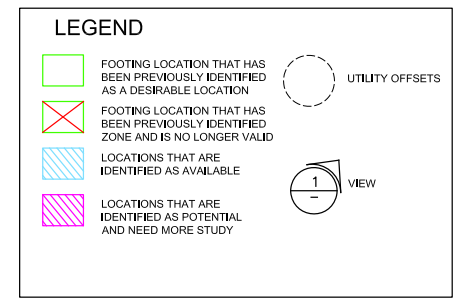 LEGEND
FOOTING LOCATION THAT HAS
BEEN PREVIOUSLY IDENTIFIED
AS A DESIRABLE LOCATION
UTILITY OFFSETS
FOOTING LOCATION THAT HAS
BEEN PREVIOUSLY IDENTIFIED
ZONE AND IS NO LONGER VALID
LOCATIONS THAT ARE
IDENTIFIED AS AVAILABLE
1
–
VIEW
LOCATIONS THAT ARE
IDENTIFIED AS POTENTIAL
AND NEED MORE STUDY